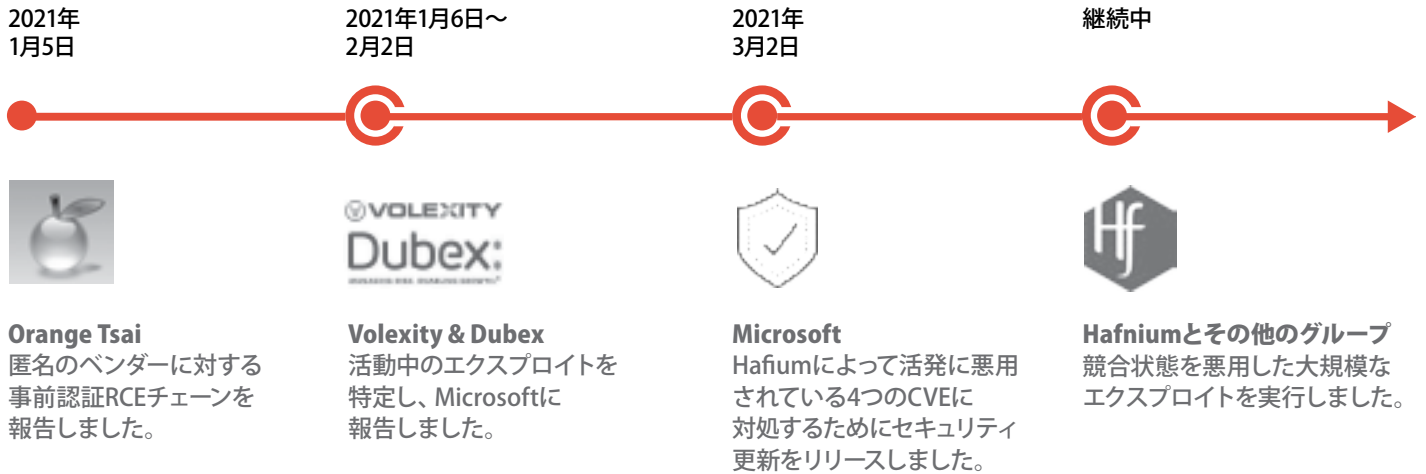 2021年
1月5日
2021年1月6日~
2月2日
2021年
3月2日
継続中
VOLEXITY
Dubex:
Hf
Orange Tsai
匿名のベンダーに対する
事前認証RCEチェーンを
報告しました。
Volexity & Dubex
活動中のエクスプロイトを
特定し、Microsoftに
報告しました。
Microsoft
Hafiumによって活発に悪用
されている4つのCVEに
対処するためにセキュリティ
更新をリリースしました。
Hafniumとその他のグループ
競合状態を悪用した大規模な
エクスプロイトを実行しました。